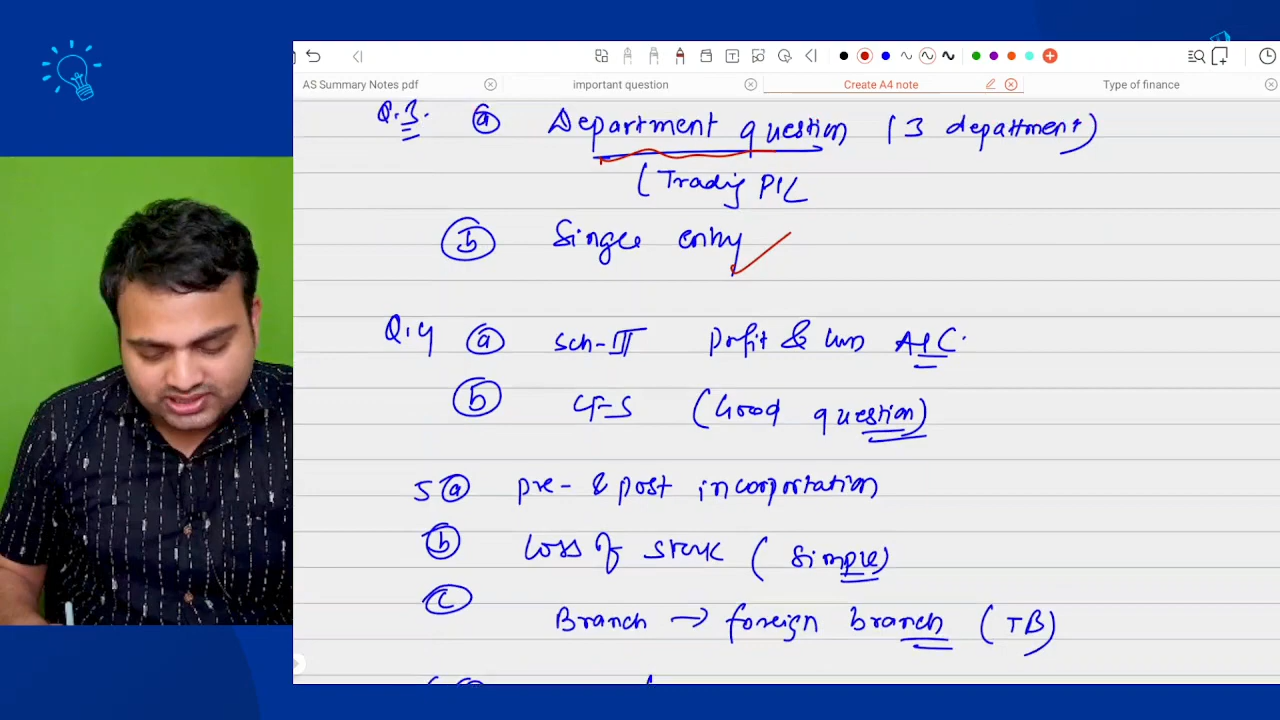 AS Summary Notes pdf
important question
Create A4 note
Type of finance
Q.3. (a) Department question (3 department)
(Trading P/L
(b) Single entry
Q.4 (a) Sch-III Profit & Loss A/C.
(b) CFS (Good question)
5 (a) pre- & post incorportation
(b) Loss of stock (Simple)
(c) Branch → foreign branch (TB)